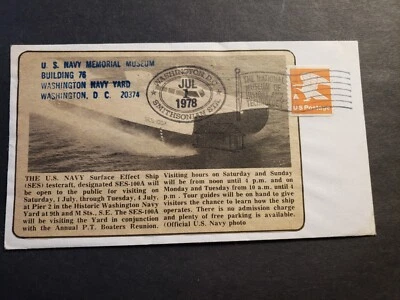 U. S. NAVY MEMORIAL MUSEUM
BUILDING 76
WASHINGTON NAVY YARD
WASHINGTON, D. C. 20374
WASHINGTON, D.C.
JUL
1
1978
SMITHSONIAN STA.
US Postage
THE U.S. NAVY Surface Effect Ship
(SES) testcraft, designated SES-100A will
be open to the public for visiting on
Saturday, 1 July, through Tuesday, 4 July,
at Pier 2 in the Historic Washington Navy
Yard at 9th and M Sts., S.E. The SES-100A
will be visiting the Yard in conjunction
with the Annual P.T. Boaters Reunion.
Visiting hours on Saturday and Sunday
will be from noon until 4 p.m. and on
Monday and Tuesday from 10 a.m. until 4
p.m. Tour guides will be on hand to give
visitors the chance to learn how the ship
operates. There is no admission charge
and plenty of free parking is available.
(Official U.S. Navy photo